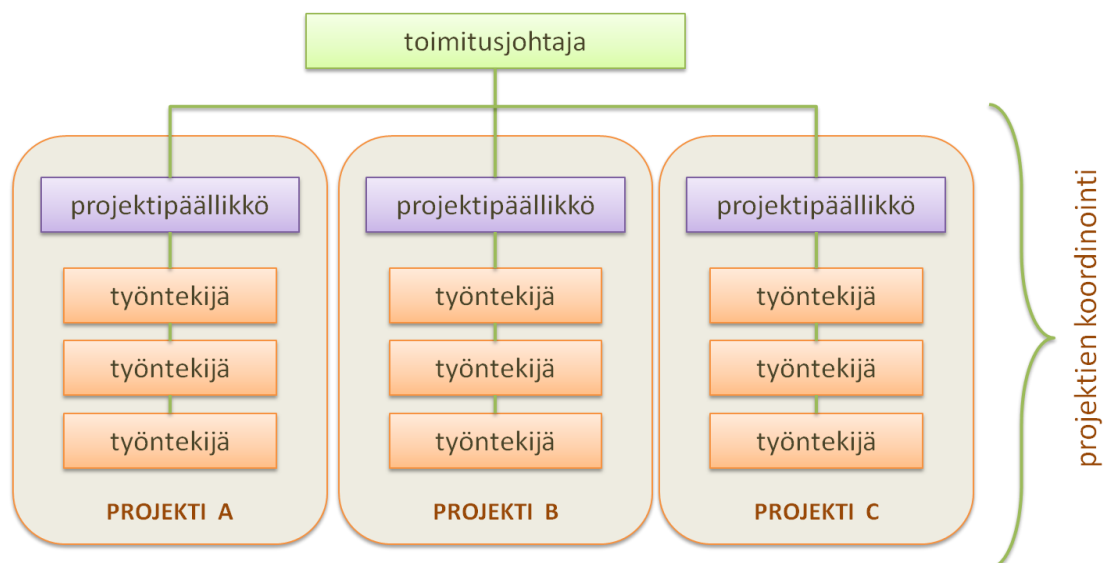 toimitusjohtaja
projektipäällikkö
työntekijä
työntekijä
työntekijä
PROJEKTI A
projektipäällikkö
työntekijä
työntekijä
työntekijä
PROJEKTI B
projektipäällikkö
työntekijä
työntekijä
työntekijä
PROJEKTI C
projektien koordinointi